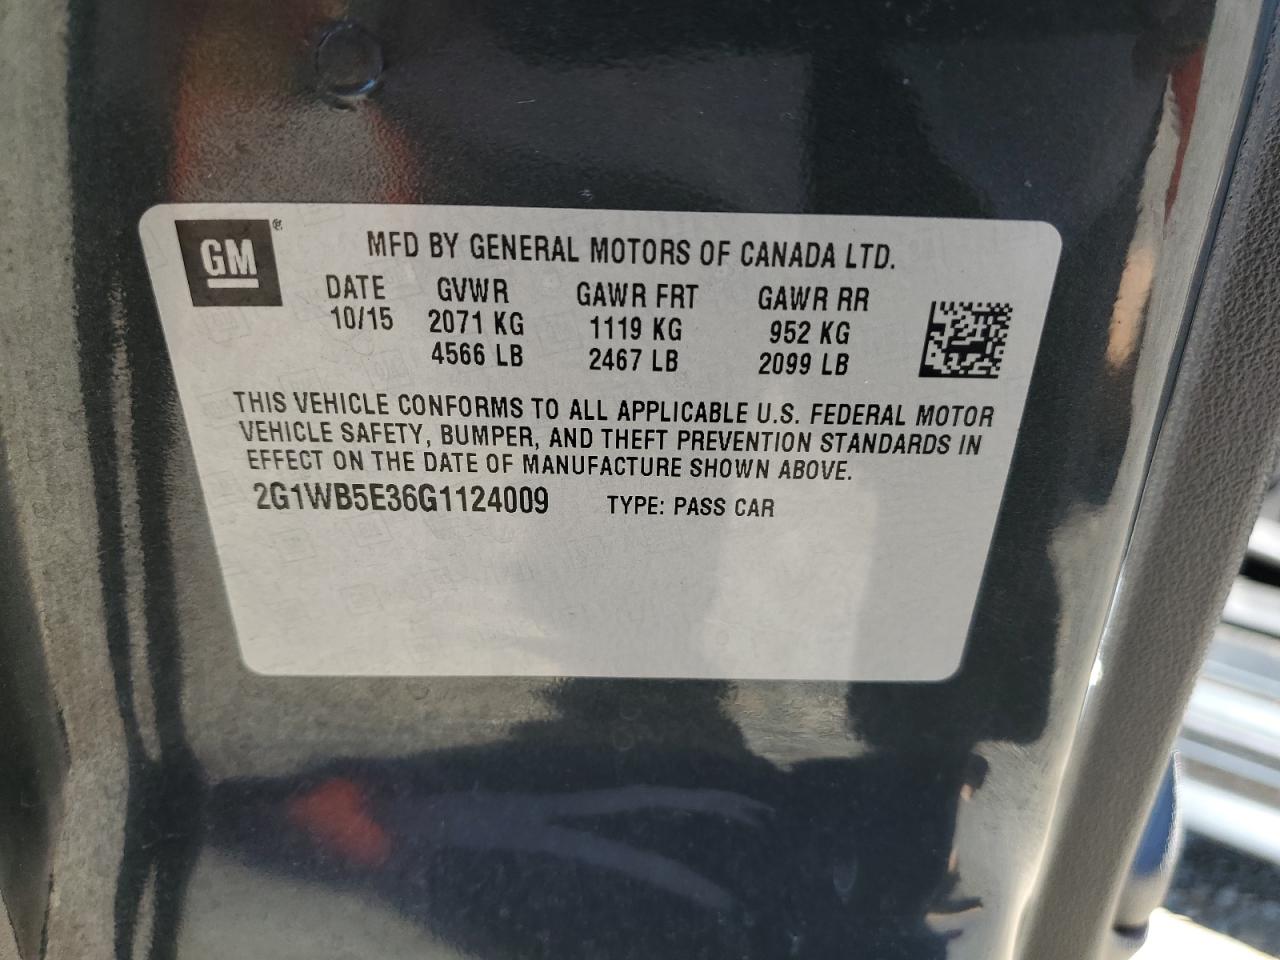 GM ®
MFD BY GENERAL MOTORS OF CANADA LTD.
DATE GVWR GAWR FRT GAWR RR
10/15 2071 KG 1119 KG 952 KG
4566 LB 2467 LB 2099 LB
THIS VEHICLE CONFORMS TO ALL APPLICABLE U.S. FEDERAL MOTOR
VEHICLE SAFETY, BUMPER, AND THEFT PREVENTION STANDARDS IN
EFFECT ON THE DATE OF MANUFACTURE SHOWN ABOVE.
2G1WB5E36G1124009 TYPE: PASS CAR